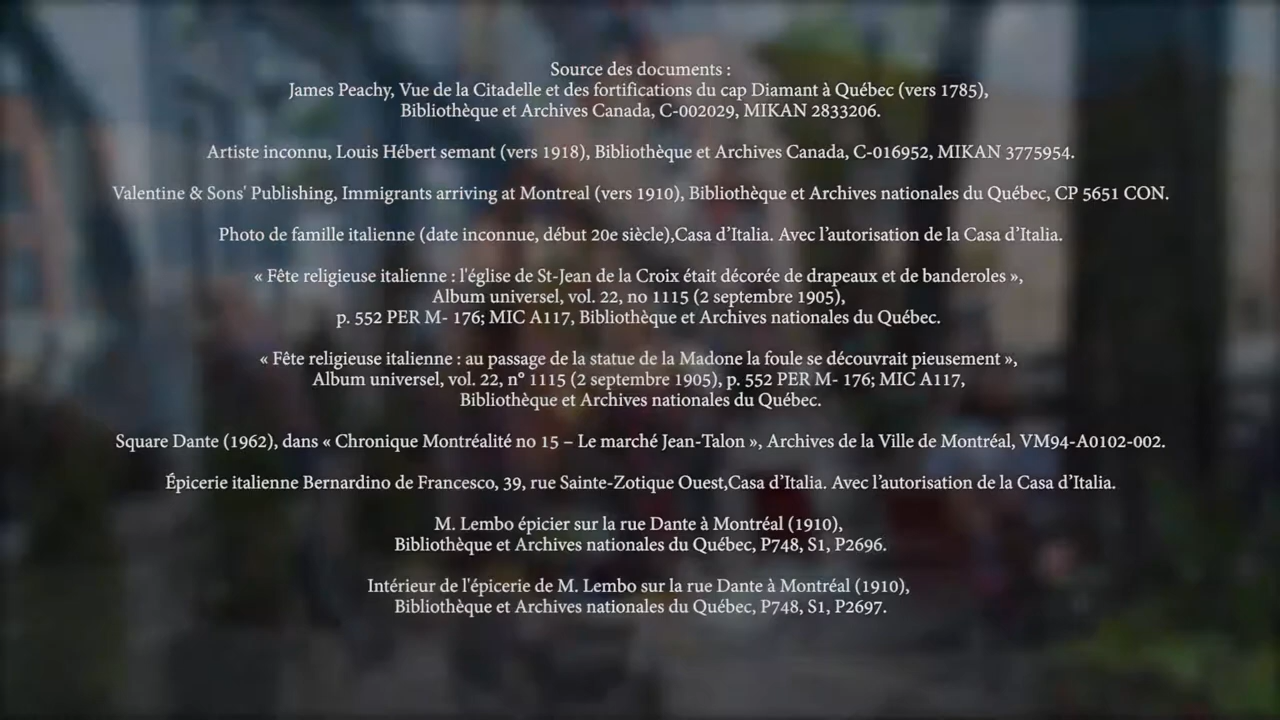 Source des documents :
James Peachy, Vue de la Citadelle et des fortifications du cap Diamant à Québec (vers 1785),
Bibliothèque et Archives Canada, C-002029, MIKAN 2833206.
Artiste inconnu, Louis Hébert semant (vers 1918), Bibliothèque et Archives Canada, C-016952, MIKAN 3775954.
Valentine & Sons' Publishing, Immigrants arriving at Montreal (vers 1910), Bibliothèque et Archives nationales du Québec, CP 5651 CON.
Photo de famille italienne (date inconnue, début 20e siècle),Casa d’Italia. Avec l’autorisation de la Casa d’Italia.
« Fête religieuse italienne : l'église de St-Jean de la Croix était décorée de drapeaux et de banderoles »,
Album universel, vol. 22, no 1115 (2 septembre 1905),
p. 552 PER M- 176; MIC A117, Bibliothèque et Archives nationales du Québec.
« Fête religieuse italienne : au passage de la statue de la Madone la foule se découvrait pieusement »,
Album universel, vol. 22, n° 1115 (2 septembre 1905), p. 552 PER M- 176; MIC A117,
Bibliothèque et Archives nationales du Québec.
Square Dante (1962), dans « Chronique Montréalité no 15 – Le marché Jean-Talon », Archives de la Ville de Montréal, VM94-A0102-002.
Épicerie italienne Bernardino de Francesco, 39, rue Sainte-Zotique Ouest,Casa d’Italia. Avec l’autorisation de la Casa d’Italia.
M. Lembo épicier sur la rue Dante à Montréal (1910),
Bibliothèque et Archives nationales du Québec, P748, S1, P2696.
Intérieur de l'épicerie de M. Lembo sur la rue Dante à Montréal (1910),
Bibliothèque et Archives nationales du Québec, P748, S1, P2697.